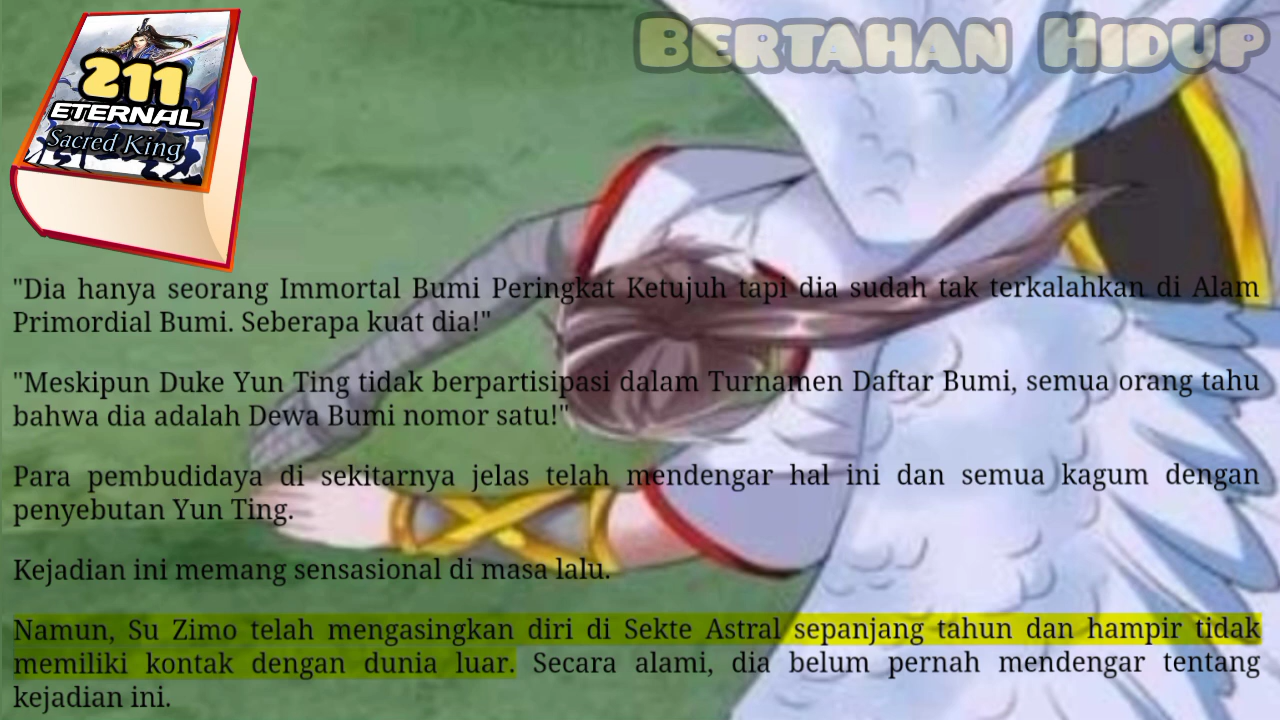 Bertahan Hidup
211
ETERNAL
Sacred King
"Dia hanya seorang Immortal Bumi Peringkat Ketujuh tapi dia sudah tak terkalahkan di Alam
Primordial Bumi. Seberapa kuat dia!"
"Meskipun Duke Yun Ting tidak berpartisipasi dalam Turnamen Daftar Bumi, semua orang tahu
bahwa dia adalah Dewa Bumi nomor satu!"
Para pembudidaya di sekitarnya jelas telah mendengar hal ini dan semua kagum dengan
penyebutan Yun Ting.
Kejadian ini memang sensasional di masa lalu.
Namun, Su Zimo telah mengasingkan diri di Sekte Astral sepanjang tahun dan hampir tidak
memiliki kontak dengan dunia luar. Secara alami, dia belum pernah mendengar tentang
kejadian ini.